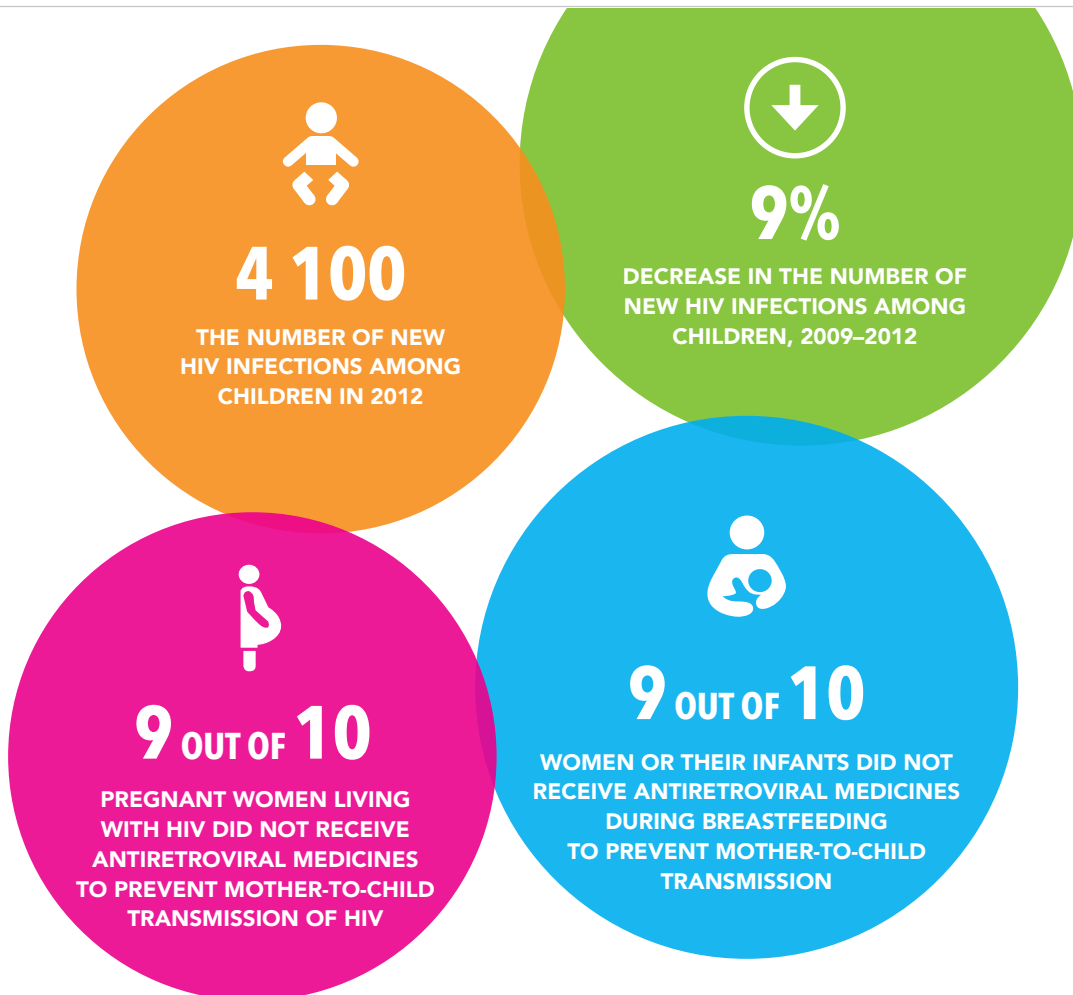 4 100
THE NUMBER OF NEW
HIV INFECTIONS AMONG
CHILDREN IN 2012
9%
DECREASE IN THE NUMBER OF
NEW HIV INFECTIONS AMONG
CHILDREN, 2009–2012
9 OUT OF 10
PREGNANT WOMEN LIVING
WITH HIV DID NOT RECEIVE
ANTIRETROVIRAL MEDICINES
TO PREVENT MOTHER-TO-CHILD
TRANSMISSION OF HIV
9 OUT OF 10
WOMEN OR THEIR INFANTS DID NOT
RECEIVE ANTIRETROVIRAL MEDICINES
DURING BREASTFEEDING
TO PREVENT MOTHER-TO-CHILD
TRANSMISSION